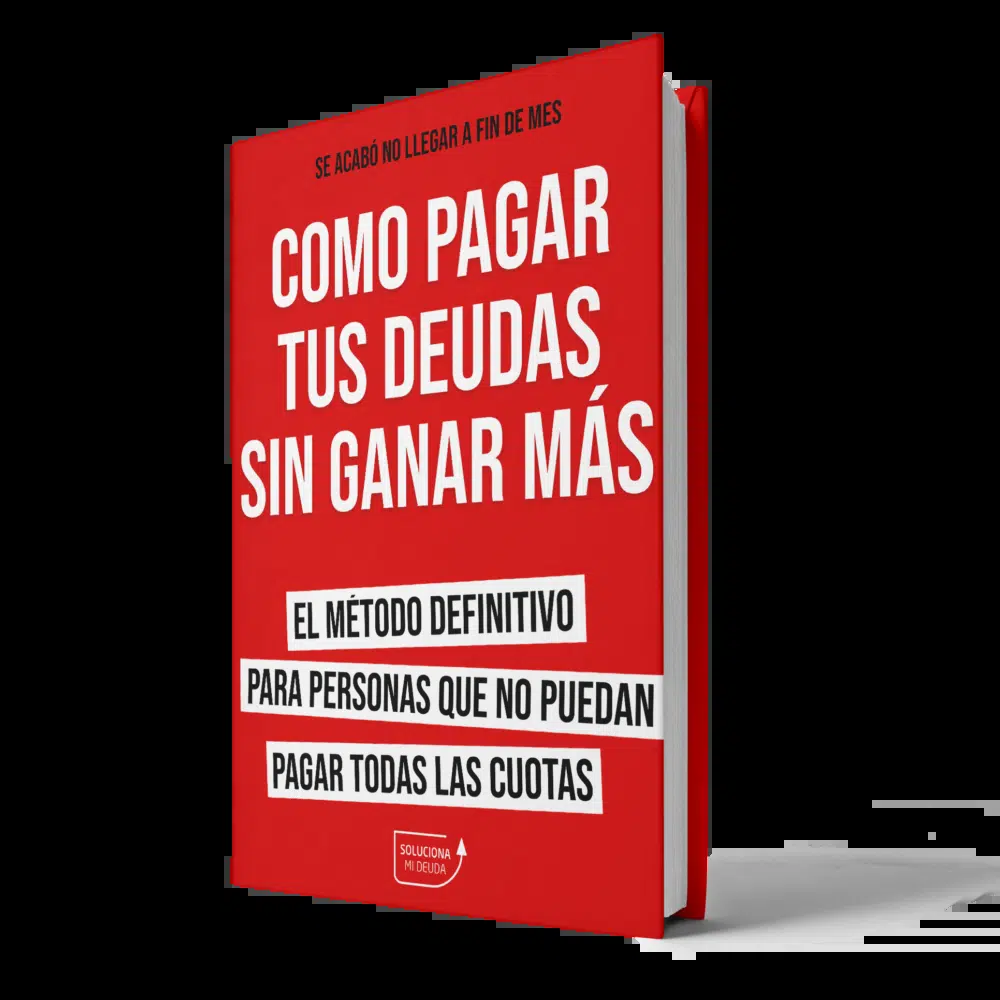 SE ACABÓ NO LLEGAR A FIN DE MES
COMO PAGAR
TUS DEUDAS
SIN GANAR MÁS
EL MÉTODO DEFINITIVO
PARA PERSONAS QUE NO PUEDAN
PAGAR TODAS LAS CUOTAS
SOLUCIONA
MI DEUDA